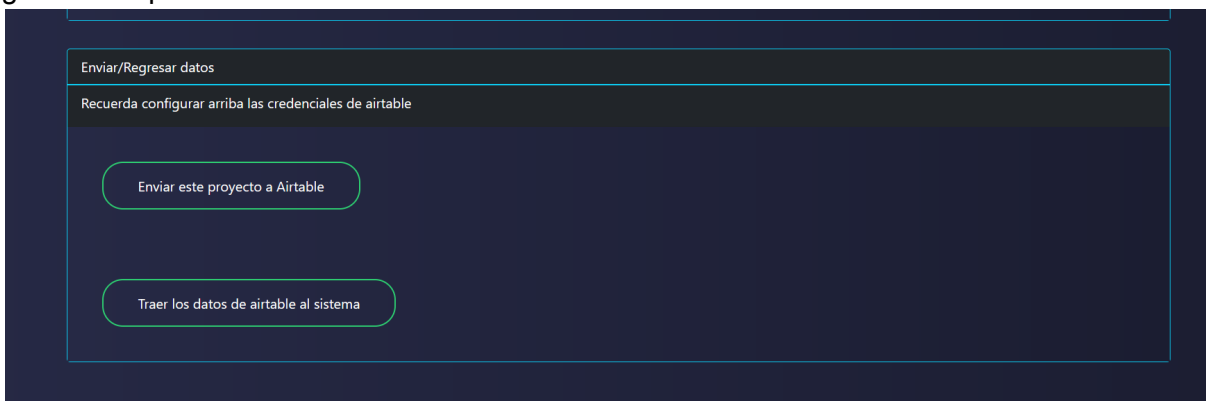 Enviar/Regresar datos
Recuerda configurar arriba las credenciales de airtable
Enviar este proyecto a Airtable
Traer los datos de airtable al sistema